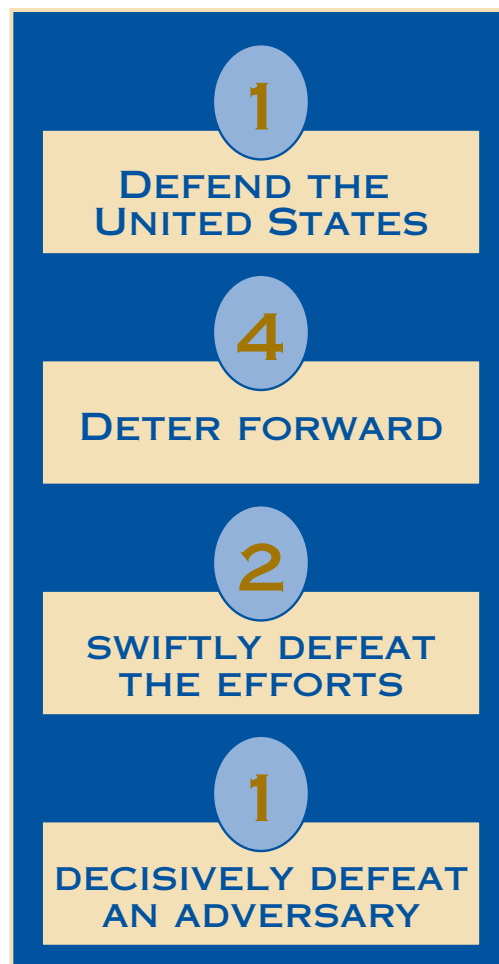 1
DEFEND THE
UNITED STATES
4
DETER FORWARD
2
SWIFTLY DEFEAT
THE EFFORTS
1
DECISIVELY DEFEAT
AN ADVERSARY